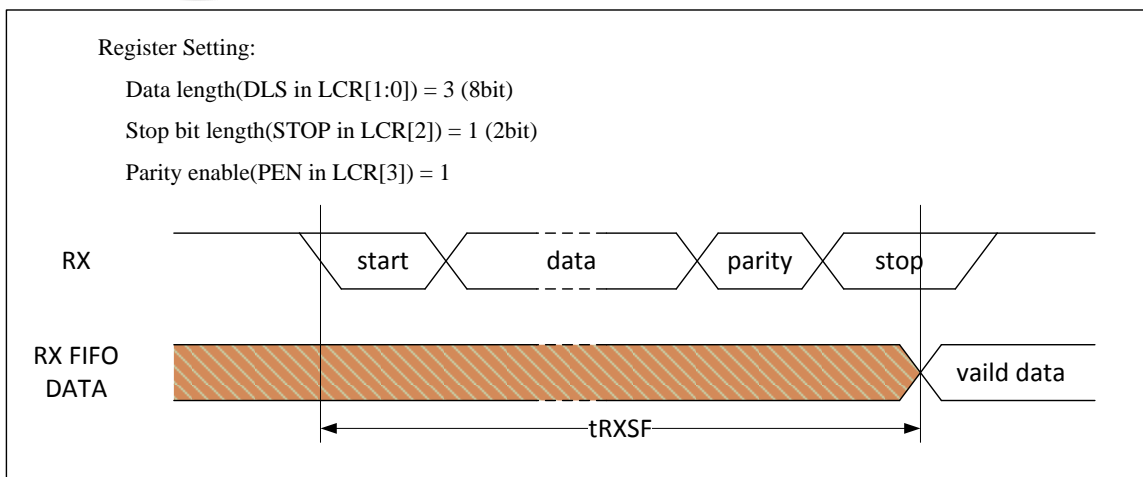 Register Setting:
Data length(DLS in LCR[1:0]) = 3 (8bit)
Stop bit length(STOP in LCR[2]) = 1 (2bit)
Parity enable(PEN in LCR[3]) = 1
RX
start
data
parity
stop
RX FIFO
DATA
vaild data
tRXSF